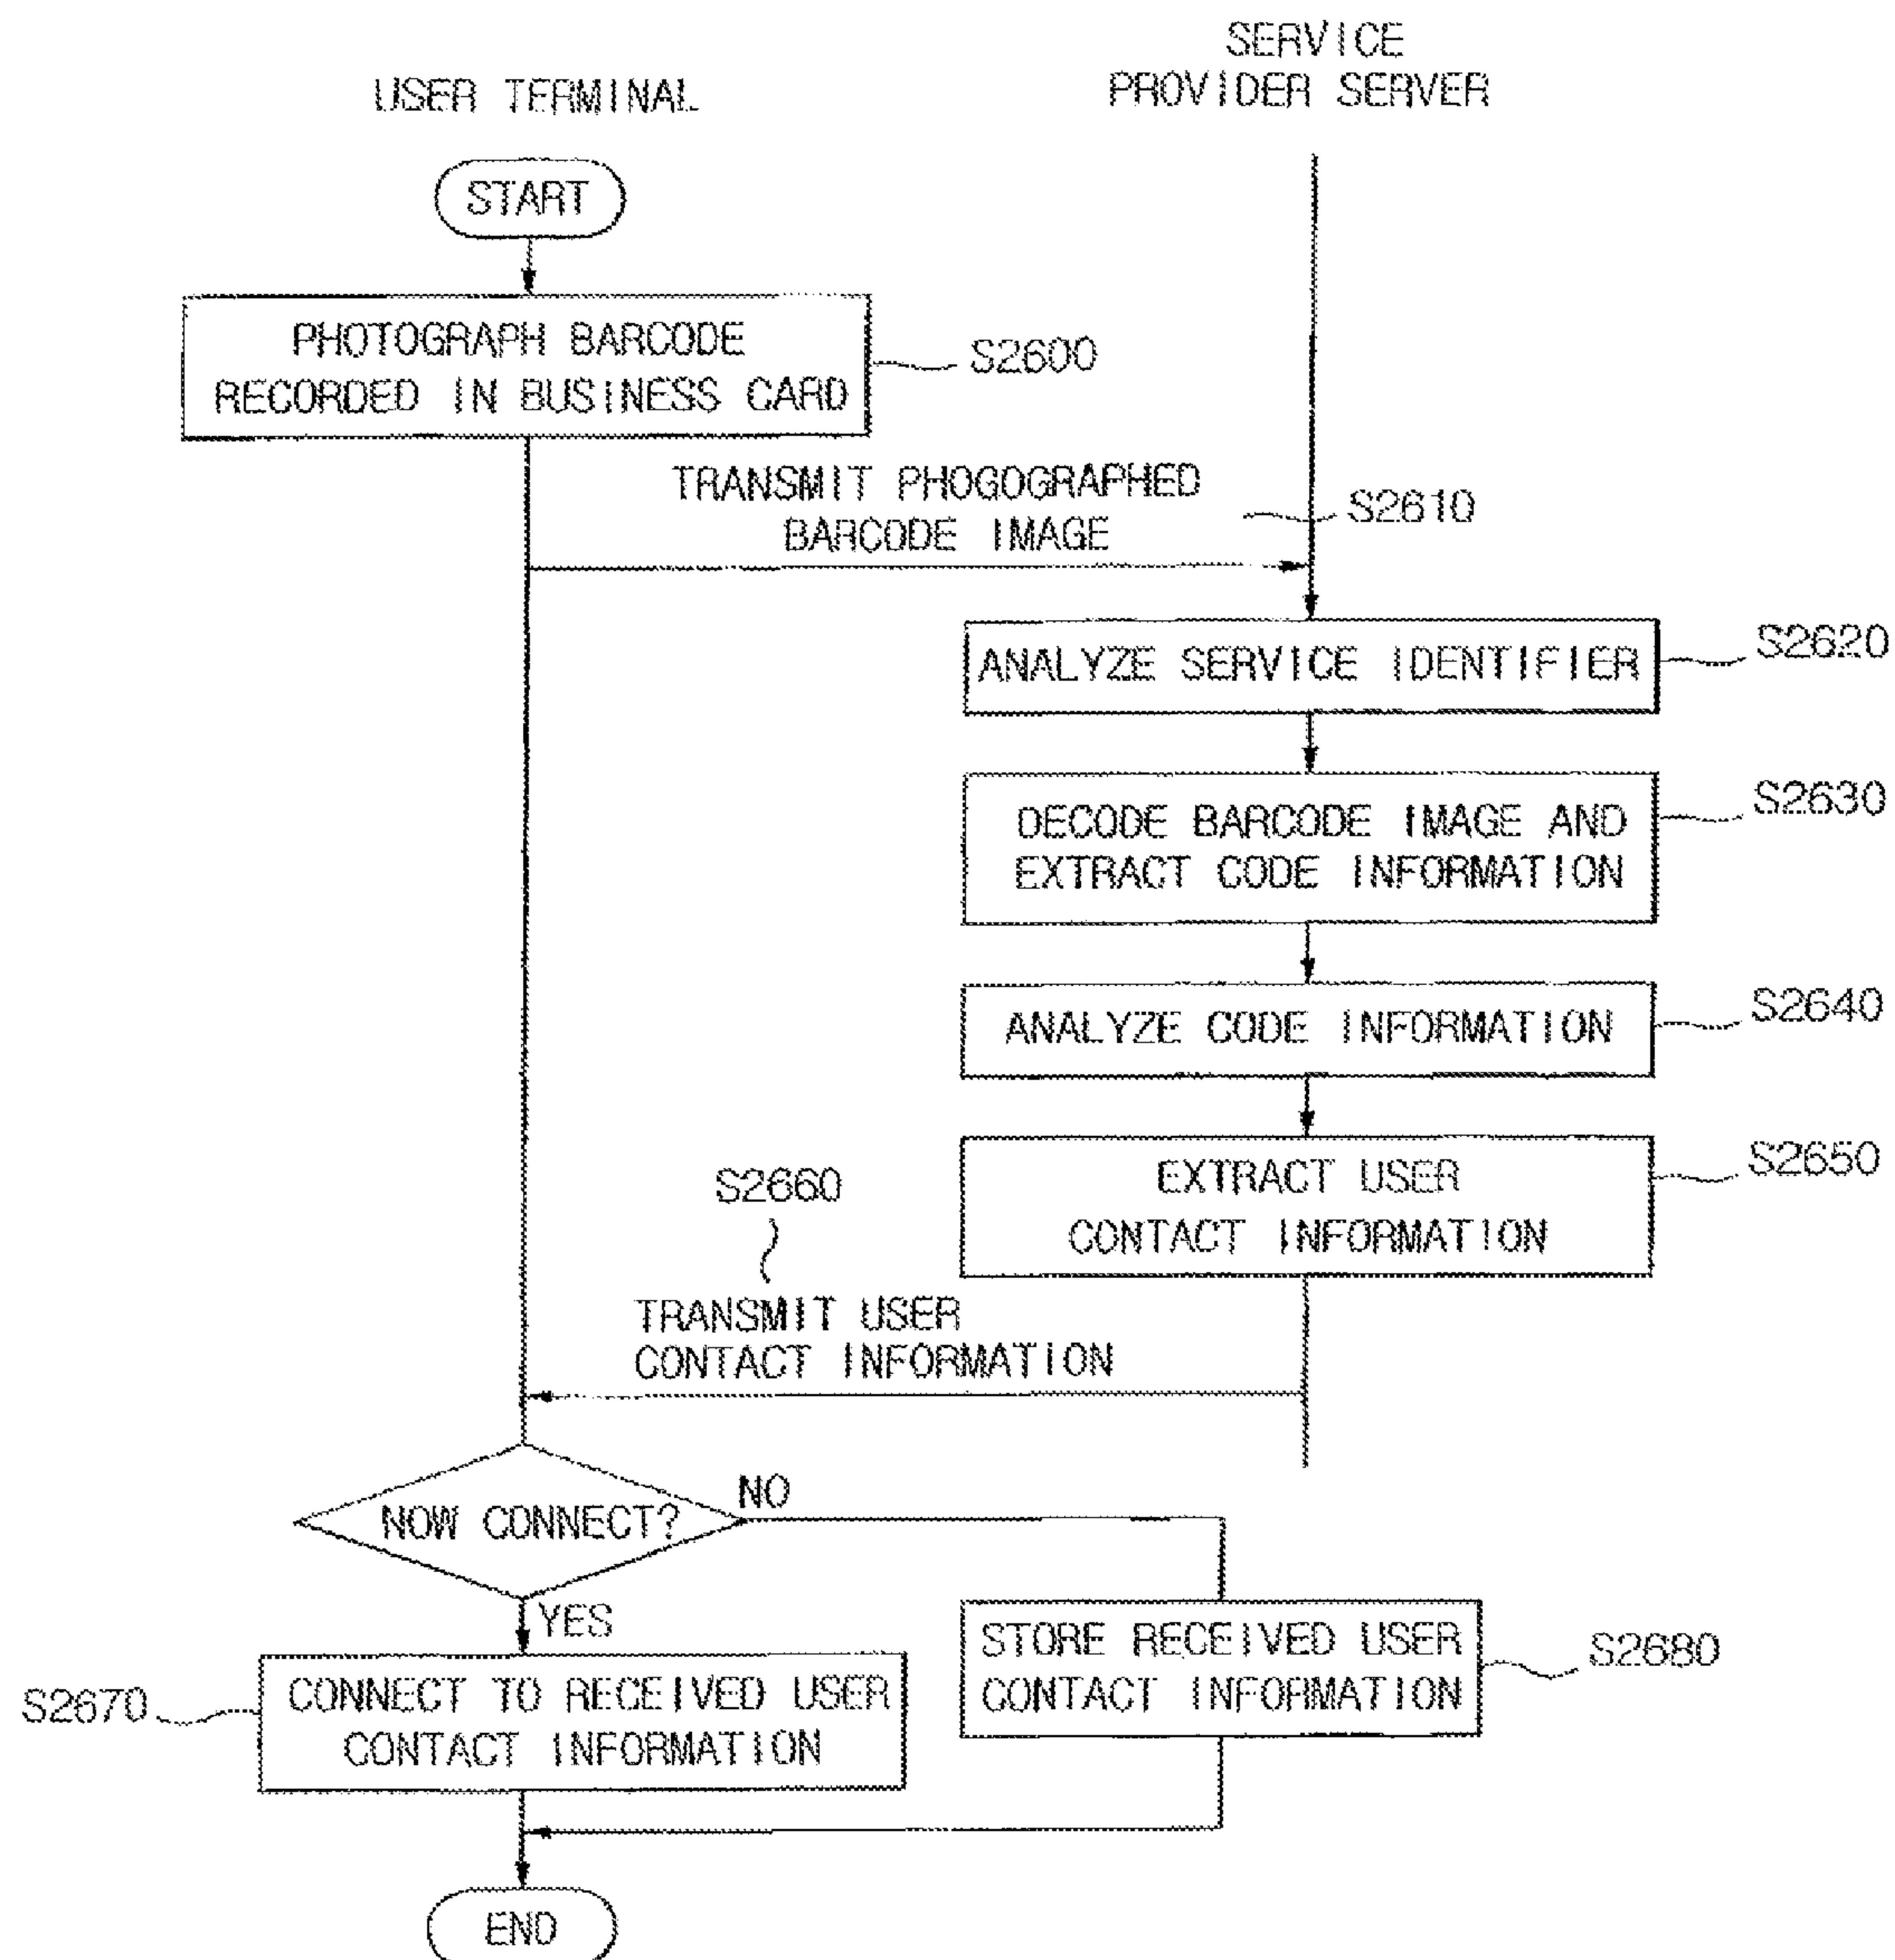 USER TERMINAL
SERVICE
PROVIDER SERVER
START
PHOTOGRAPH BARCODE
RECORDED IN BUSINESS CARD
S2600
TRANSMIT PHOGOGRAPHED
BARCODE IMAGE
S2610
ANALYZE SERVICE IDENTIFIER
S2620
DECODE BARCODE IMAGE AND
EXTRACT CODE INFORMATION
S2630
ANALYZE CODE INFORMATION
S2640
EXTRACT USER
CONTACT INFORMATION
S2650
S2660
TRANSMIT USER
CONTACT INFORMATION
NOW CONNECT?
NO
YES
STORE RECEIVED USER
CONTACT INFORMATION
S2680
S2670
CONNECT TO RECEIVED USER
CONTACT INFORMATION
END